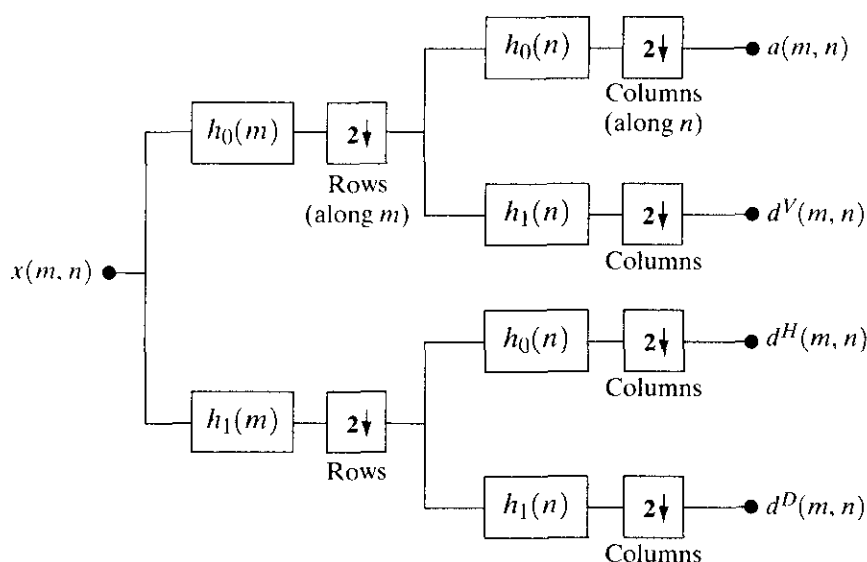 h₀(n) 2↓ a(m, n)
Columns
(along n)
h₀(m) 2↓
Rows
(along m)
h₁(n) 2↓ dⱽ(m, n)
Columns
x(m, n)
h₀(n) 2↓ dᴴ(m, n)
Columns
h₁(m) 2↓
Rows
h₁(n) 2↓ dᴰ(m, n)
Columns